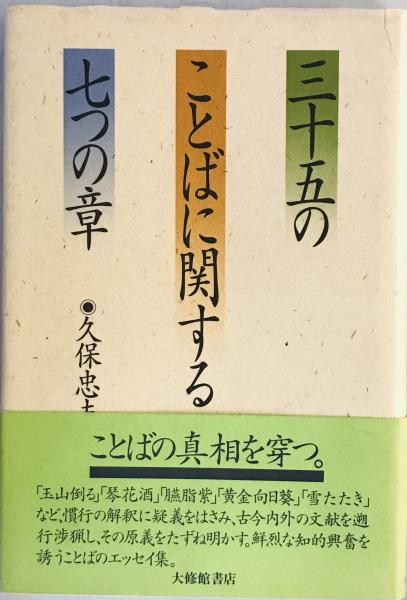 三十五の
ことばに関する
七つの章
◉久保忠
ことばの真相を穿つ。
「玉山倒る」「琴花酒」「臙脂紫」「黄金向日葵」「雪たたき」
など、慣行の解釈に疑義をはさみ、古今内外の文献を遡
行渉猟し、その原義をたずね明かす。鮮烈な知的興奮を
誘うことばのエッセイ集。
大修館書店